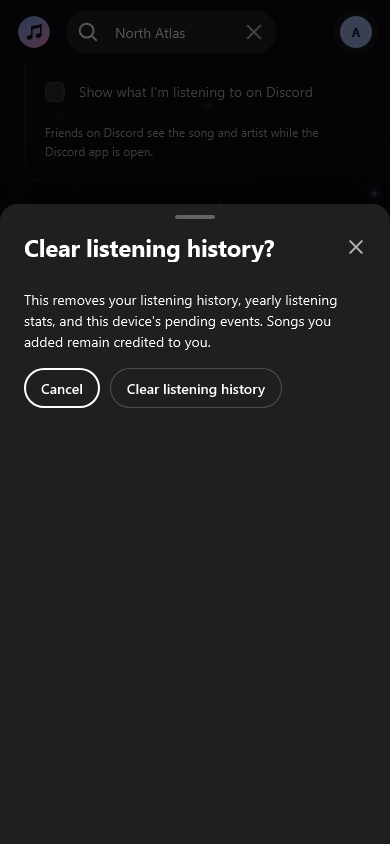 North Atlas
A
Show what I'm listening to on Discord
Friends on Discord see the song and artist while the
Discord app is open.
Clear listening history?
This removes your listening history, yearly listening
stats, and this device's pending events. Songs you
added remain credited to you.
Cancel
Clear listening history